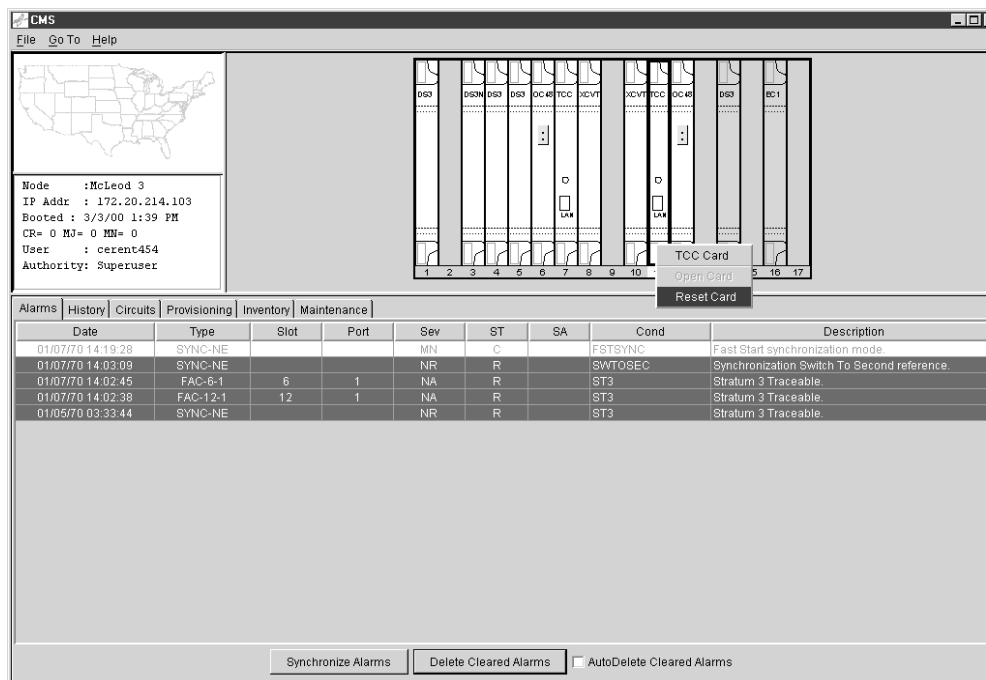 CMS
File Go To Help
Node :McLeod 3
IP Addr : 172.20.214.103
Booted : 3/3/00 1:39 PM
CR= 0 MJ= 0 MN= 0
User : cerent454
Authority: Superuser
DS3 DS3N DS3 DS3 OC48 TCC XCVT XCVT TCC OC48 DS3 EC1
LAN LAN
1 2 3 4 5 6 7 8 9 10 16 17
TCC Card
Open Card
Reset Card
Alarms History Circuits Provisioning Inventory Maintenance
Date Type Slot Port Sev ST SA Cond Description
01/07/70 14:19:28 SYNC-NE MN C FSTSYNC Fast Start synchronization mode.
01/07/70 14:03:09 SYNC-NE NR R SWTOSEC Synchronization Switch To Second reference.
01/07/70 14:02:45 FAC-6-1 6 1 NA R ST3 Stratum 3 Traceable.
01/07/70 14:02:38 FAC-12-1 12 1 NA R ST3 Stratum 3 Traceable.
01/05/70 03:33:44 SYNC-NE NR R ST3 Stratum 3 Traceable.
Synchronize Alarms Delete Cleared Alarms AutoDelete Cleared Alarms